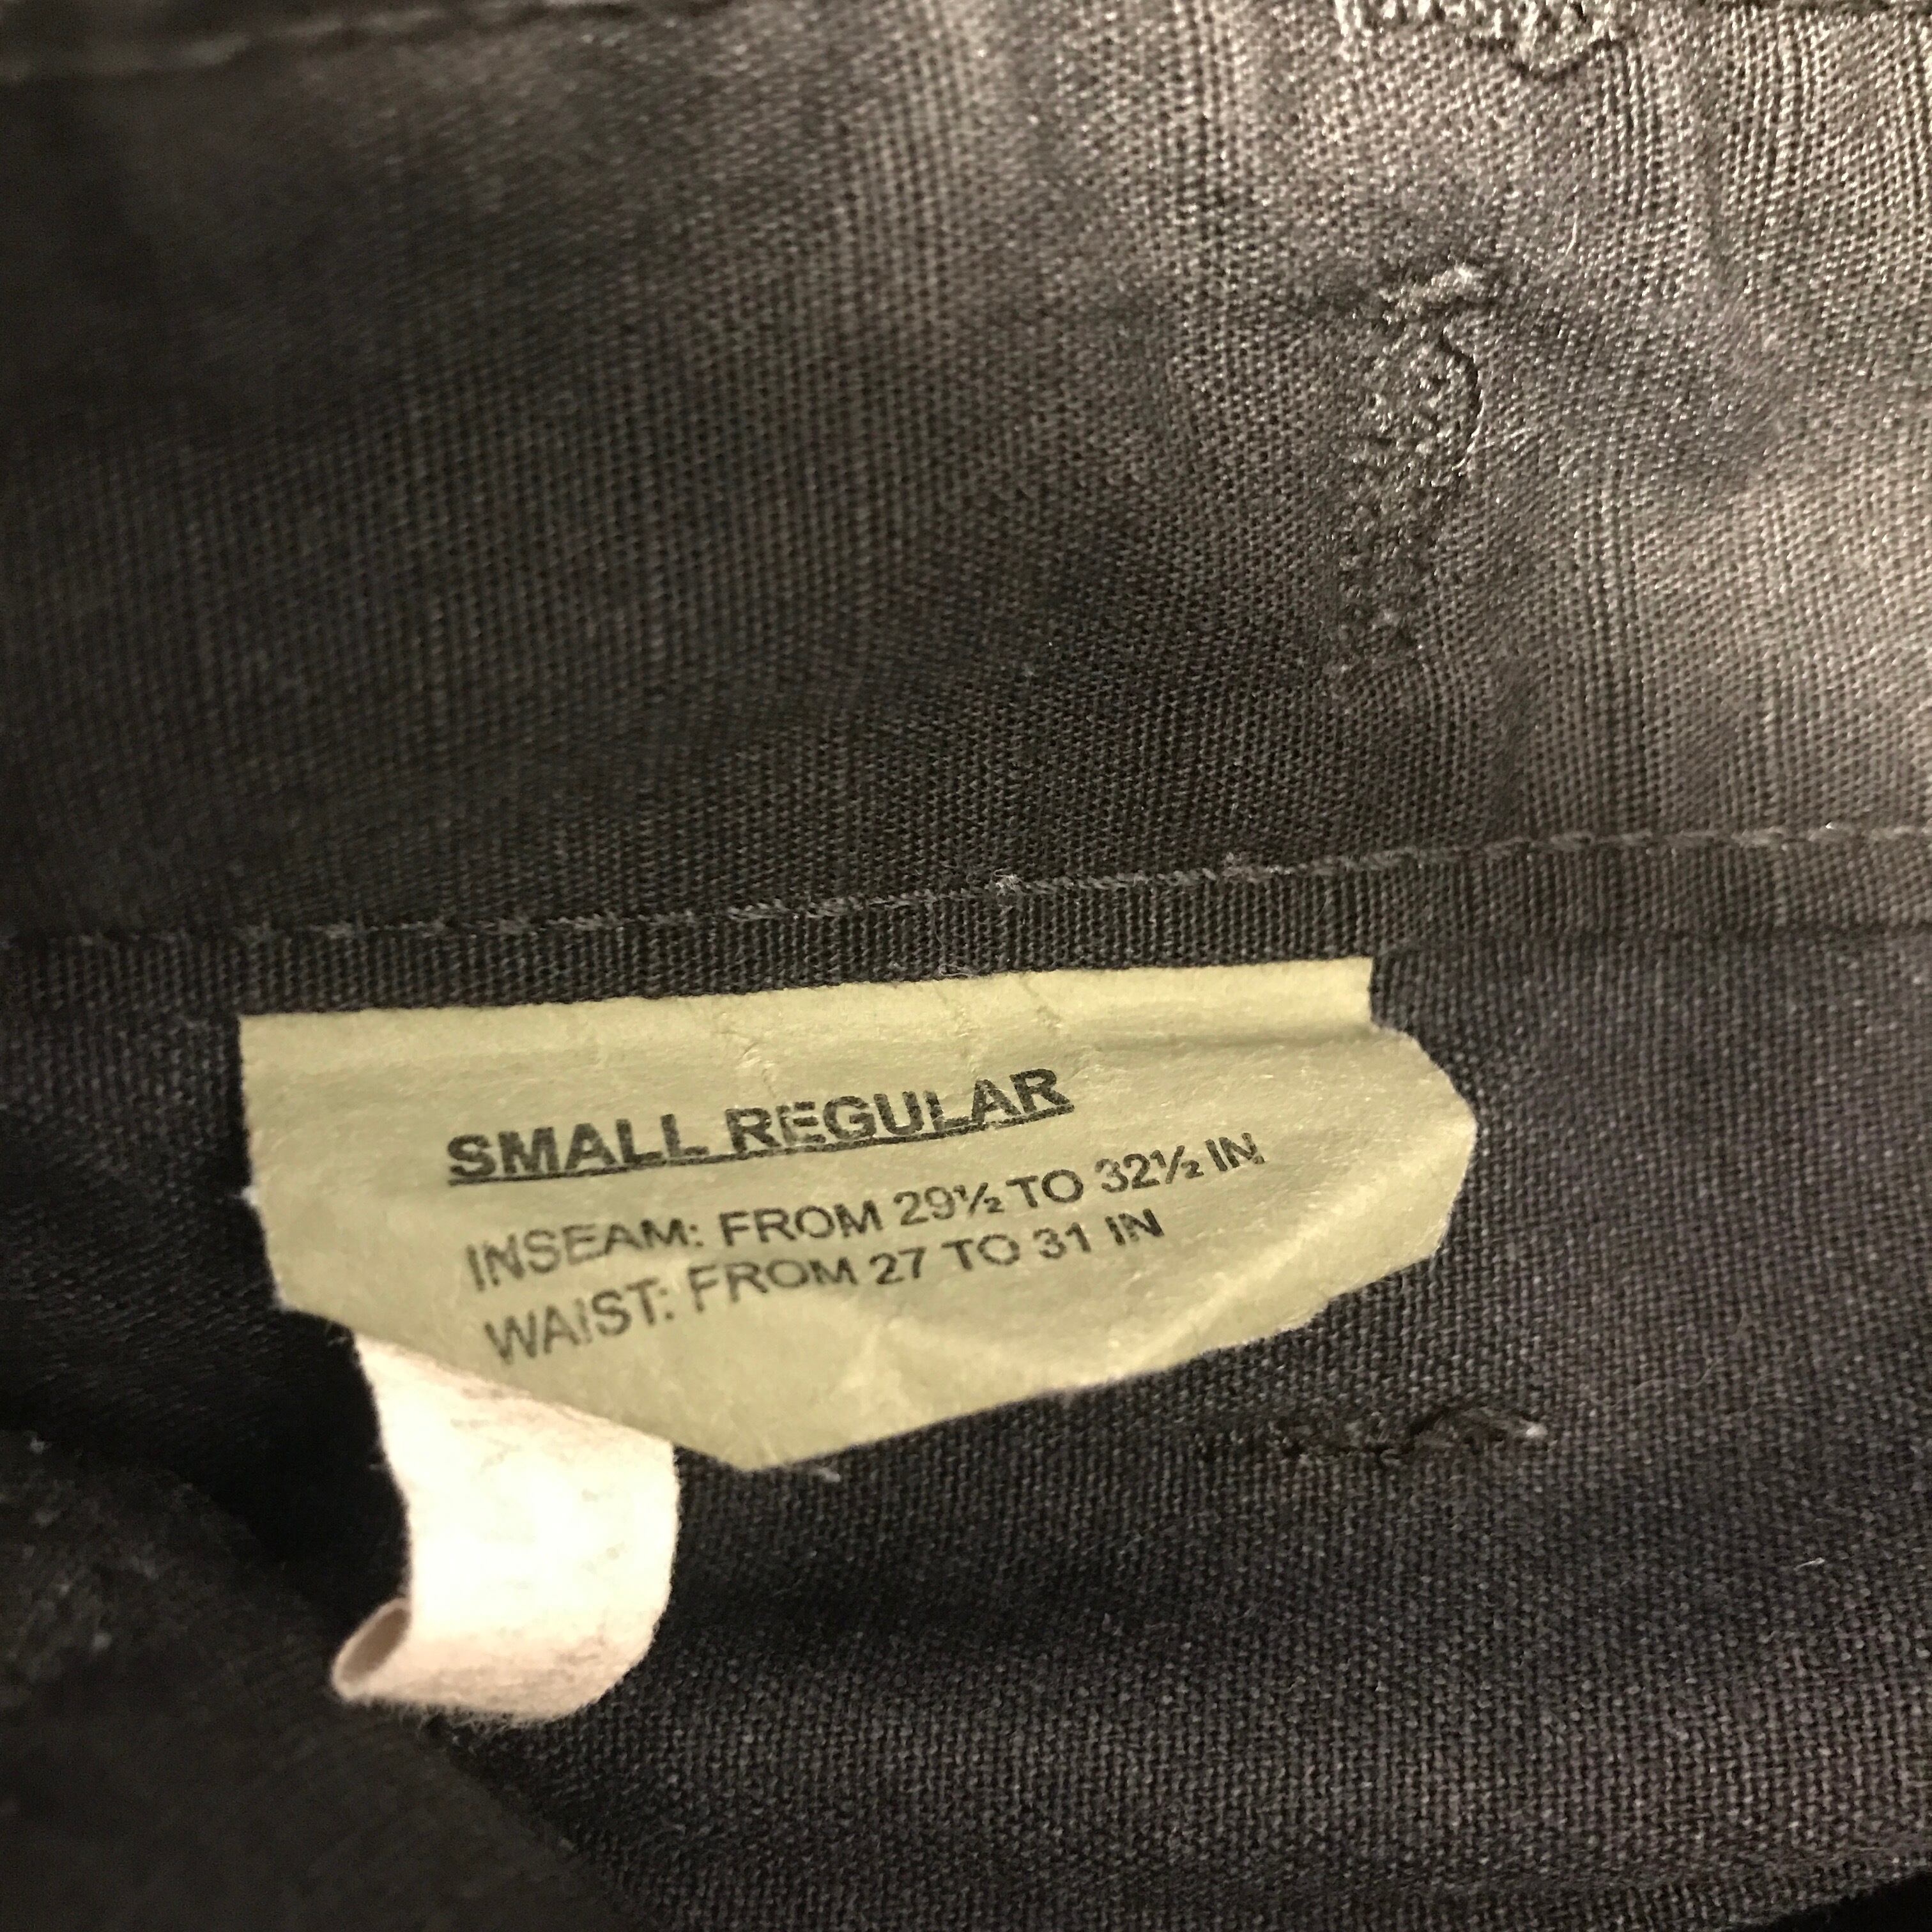 SMALL REGULAR
INSEAM: FROM 29½ TO 32½ IN
WAIST: FROM 27 TO 31 IN